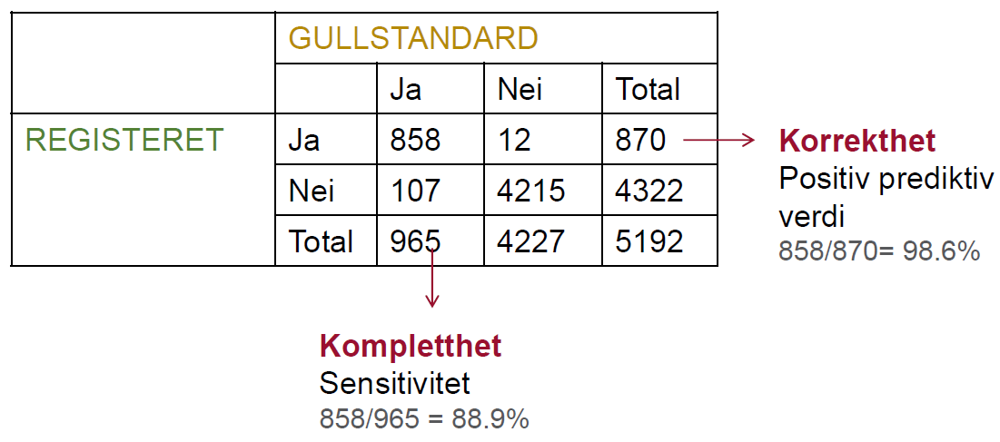 GULLSTANDARD
Ja Nei Total
REGISTERET Ja 858 12 870
Nei 107 4215 4322
Total 965 4227 5192
Korrekthet
Positiv prediktiv
verdi
858/870= 98.6%
Kompletthet
Sensitivitet
858/965 = 88.9%